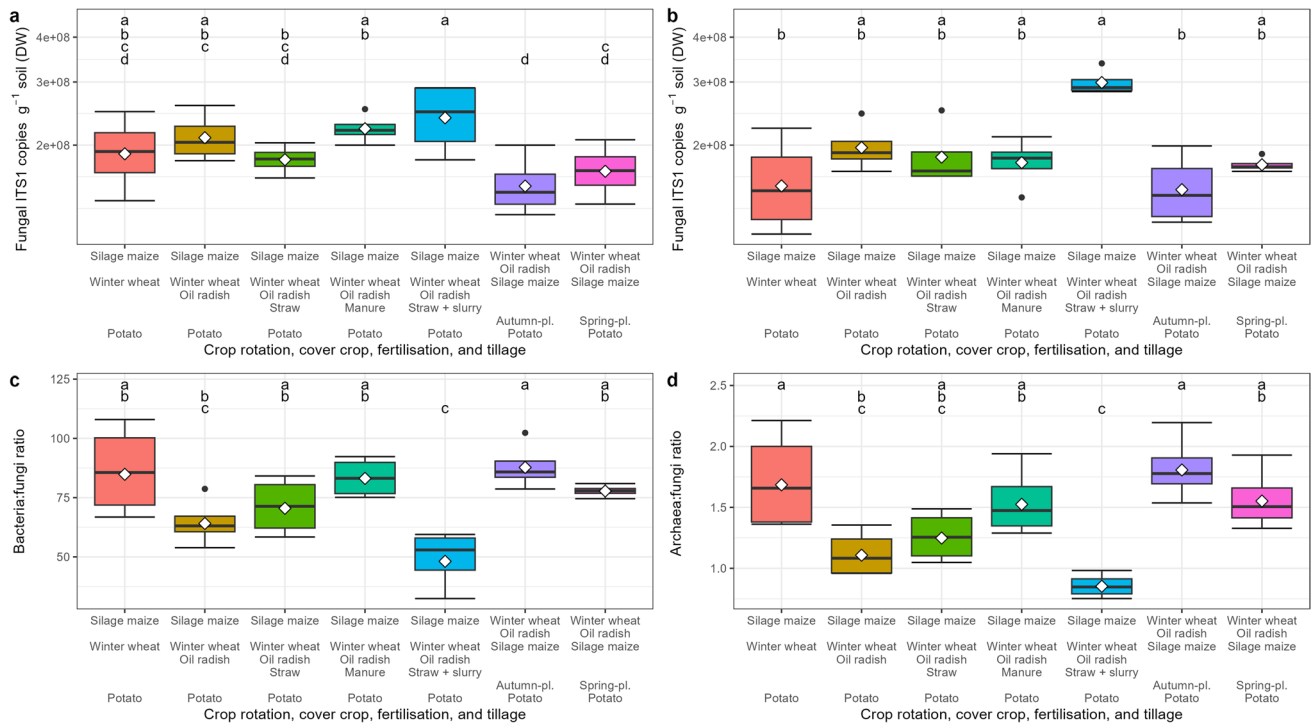 a
Fungal ITS1 copies g⁻¹ soil (DW)
4e+08
3e+08
2e+08
a a a a
b b b b
c c c c
d d d d
Silage maize Silage maize Silage maize Silage maize Silage maize Winter wheat Winter wheat
Oil radish Oil radish
Winter wheat Winter wheat Winter wheat Winter wheat Winter wheat Silage maize Silage maize
Oil radish Oil radish Oil radish Oil radish
Straw Manure Straw + slurry
Autumn-pl. Spring-pl.
Potato Potato Potato Potato Potato Potato Potato
Crop rotation, cover crop, fertilisation, and tillage
b
Fungal ITS1 copies g⁻¹ soil (DW)
4e+08
3e+08
2e+08
a a a a a
b b b b b b
Silage maize Silage maize Silage maize Silage maize Silage maize Winter wheat Winter wheat
Oil radish Oil radish
Winter wheat Winter wheat Winter wheat Winter wheat Winter wheat Silage maize Silage maize
Oil radish Oil radish Oil radish Oil radish
Straw Manure Straw + slurry
Autumn-pl. Spring-pl.
Potato Potato Potato Potato Potato Potato Potato
Crop rotation, cover crop, fertilisation, and tillage
c
Bacteria:fungi ratio
125
100
75
50
a a a a a
b b b b b
c c
Silage maize Silage maize Silage maize Silage maize Silage maize Winter wheat Winter wheat
Oil radish Oil radish
Winter wheat Winter wheat Winter wheat Winter wheat Winter wheat Silage maize Silage maize
Oil radish Oil radish Oil radish Oil radish
Straw Manure Straw + slurry
Autumn-pl. Spring-pl.
Potato Potato Potato Potato Potato Potato Potato
Crop rotation, cover crop, fertilisation, and tillage
d
Archaea:fungi ratio
2.5
2.0
1.5
1.0
a a a a a
b b b b
c c c
Silage maize Silage maize Silage maize Silage maize Silage maize Winter wheat Winter wheat
Oil radish Oil radish
Winter wheat Winter wheat Winter wheat Winter wheat Winter wheat Silage maize Silage maize
Oil radish Oil radish Oil radish Oil radish
Straw Manure Straw + slurry
Autumn-pl. Spring-pl.
Potato Potato Potato Potato Potato Potato Potato
Crop rotation, cover crop, fertilisation, and tillage